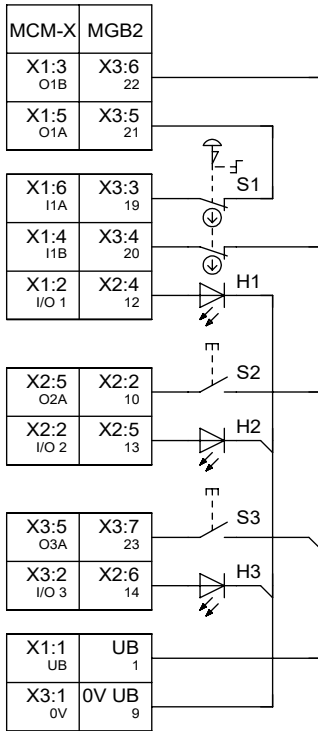 MCM-X MGB2
X1:3 X3:6
O1B 22
X1:5 X3:5
O1A 21
X1:6 X3:3
I1A 19
S1
X1:4 X3:4
I1B 20
X1:2 X2:4
I/O 1 12
H1
X2:5 X2:2
O2A 10
S2
X2:2 X2:5
I/O 2 13
H2
X3:5 X3:7
O3A 23
S3
X3:2 X2:6
I/O 3 14
H3
X1:1 UB
UB 1
X3:1 0V UB
0V 9